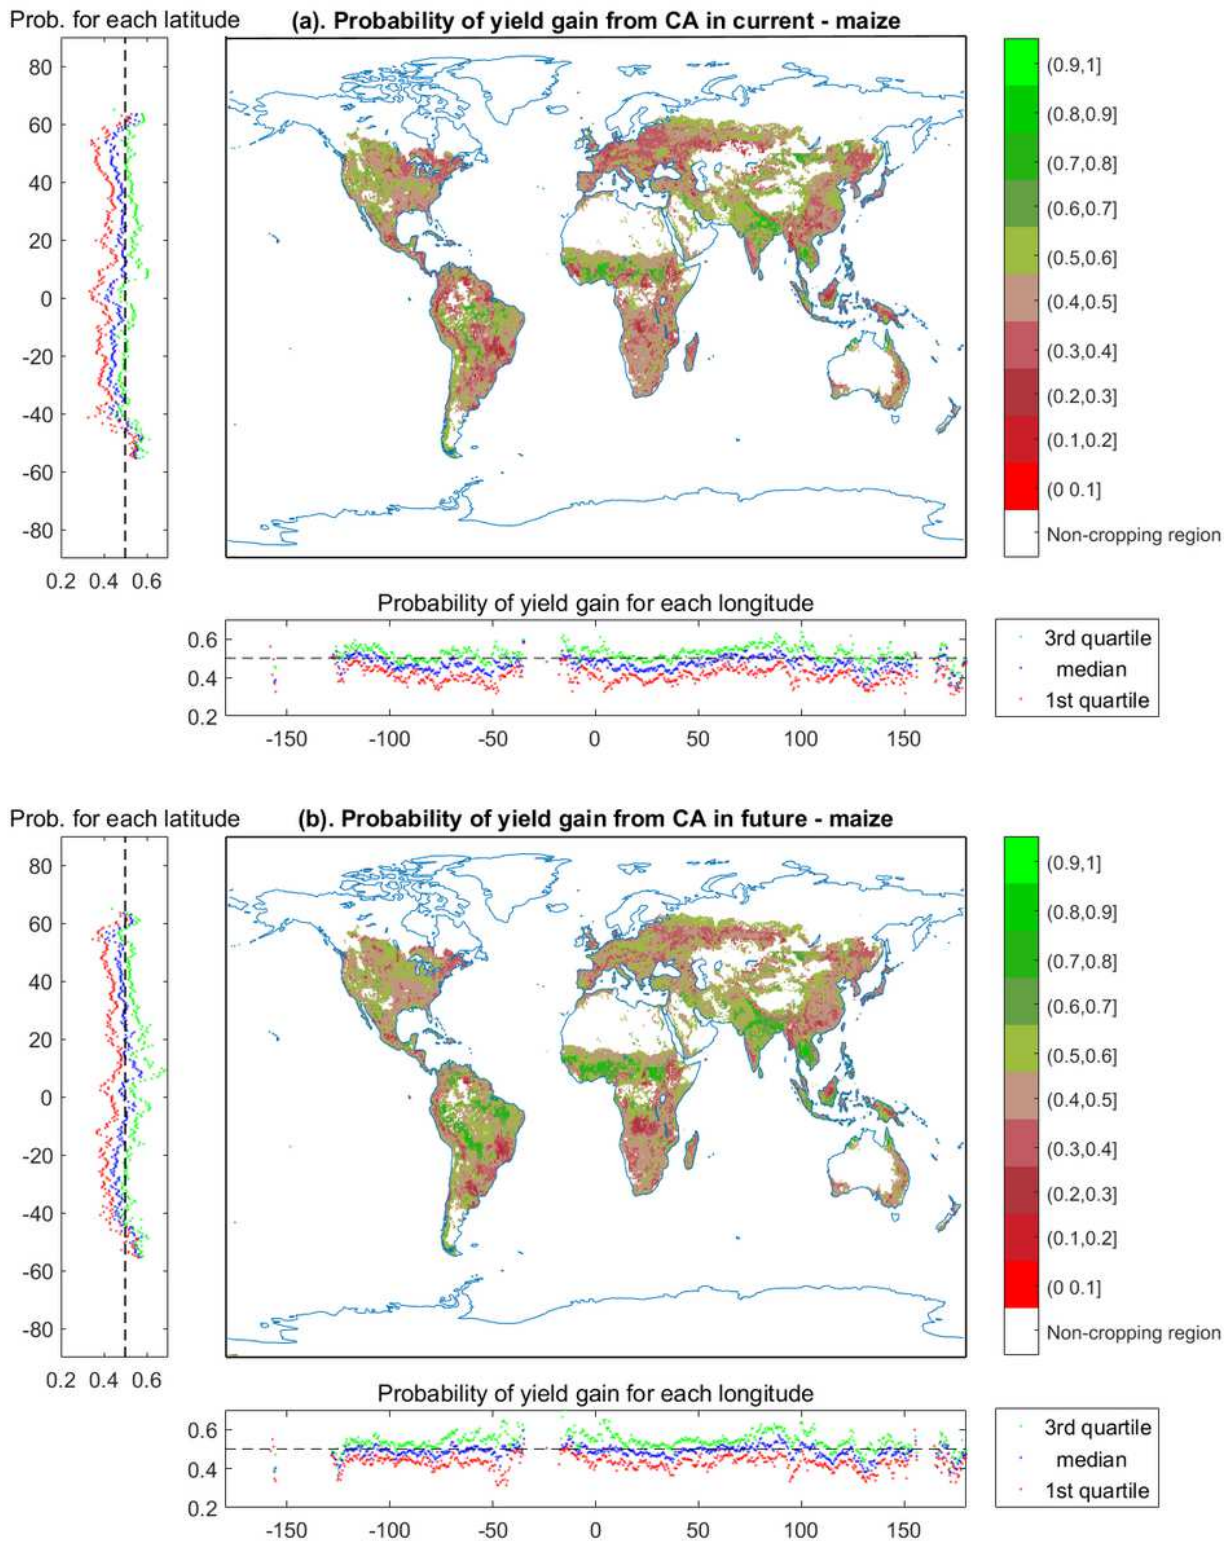 Prob. for each latitude
(a). Probability of yield gain from CA in current - maize
80
60
40
20
0
-20
-40
-60
-80
0.2 0.4 0.6
(0.9,1]
(0.8,0.9]
(0.7,0.8]
(0.6,0.7]
(0.5,0.6]
(0.4,0.5]
(0.3,0.4]
(0.2,0.3]
(0.1,0.2]
(0 0.1]
Non-cropping region
Probability of yield gain for each longitude
0.6
0.4
0.2
-150 -100 -50 0 50 100 150
3rd quartile
median
1st quartile
Prob. for each latitude
(b). Probability of yield gain from CA in future - maize
80
60
40
20
0
-20
-40
-60
-80
0.2 0.4 0.6
(0.9,1]
(0.8,0.9]
(0.7,0.8]
(0.6,0.7]
(0.5,0.6]
(0.4,0.5]
(0.3,0.4]
(0.2,0.3]
(0.1,0.2]
(0 0.1]
Non-cropping region
Probability of yield gain for each longitude
0.6
0.4
0.2
-150 -100 -50 0 50 100 150
3rd quartile
median
1st quartile